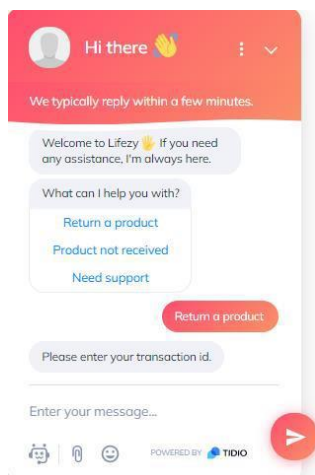 Hi there 👋
We typically reply within a few minutes.
Welcome to Lifezy 🖐 If you need
any assistance, I'm always here.
What can I help you with?
Return a product
Product not received
Need support
Return a product
Please enter your transaction id.
Enter your message...
POWERED BY TIDIO